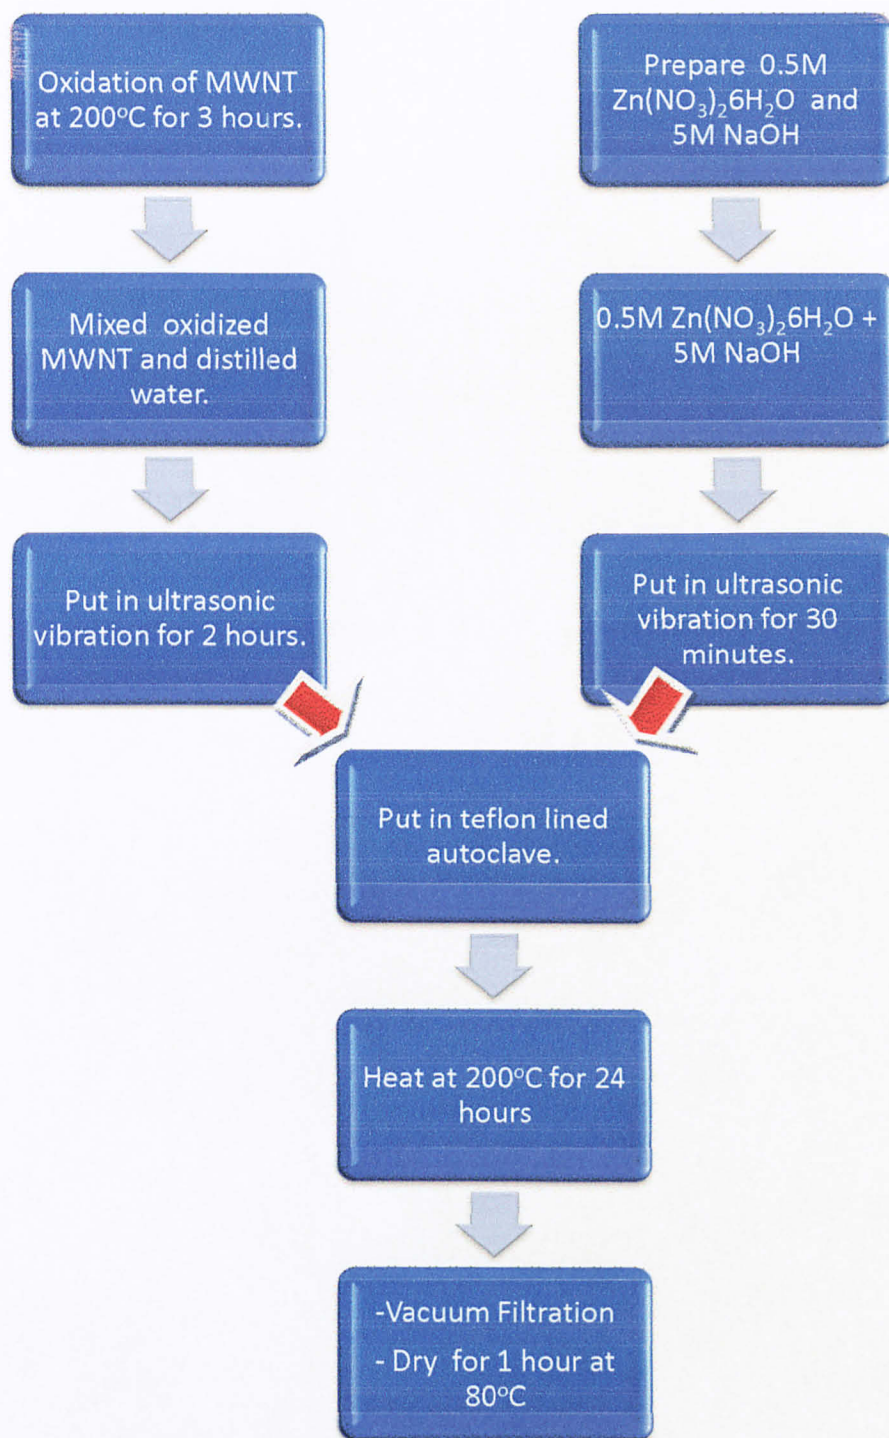 Oxidation of MWNT
at 200°C for 3 hours.
Mixed oxidized
MWNT and distilled
water.
Put in ultrasonic
vibration for 2 hours.
Prepare 0.5M
Zn(NO₃)₂6H₂O and
5M NaOH
0.5M Zn(NO₃)₂6H₂O +
5M NaOH
Put in ultrasonic
vibration for 30
minutes.
Put in teflon lined
autoclave.
Heat at 200°C for 24
hours
-Vacuum Filtration
- Dry for 1 hour at
80°C